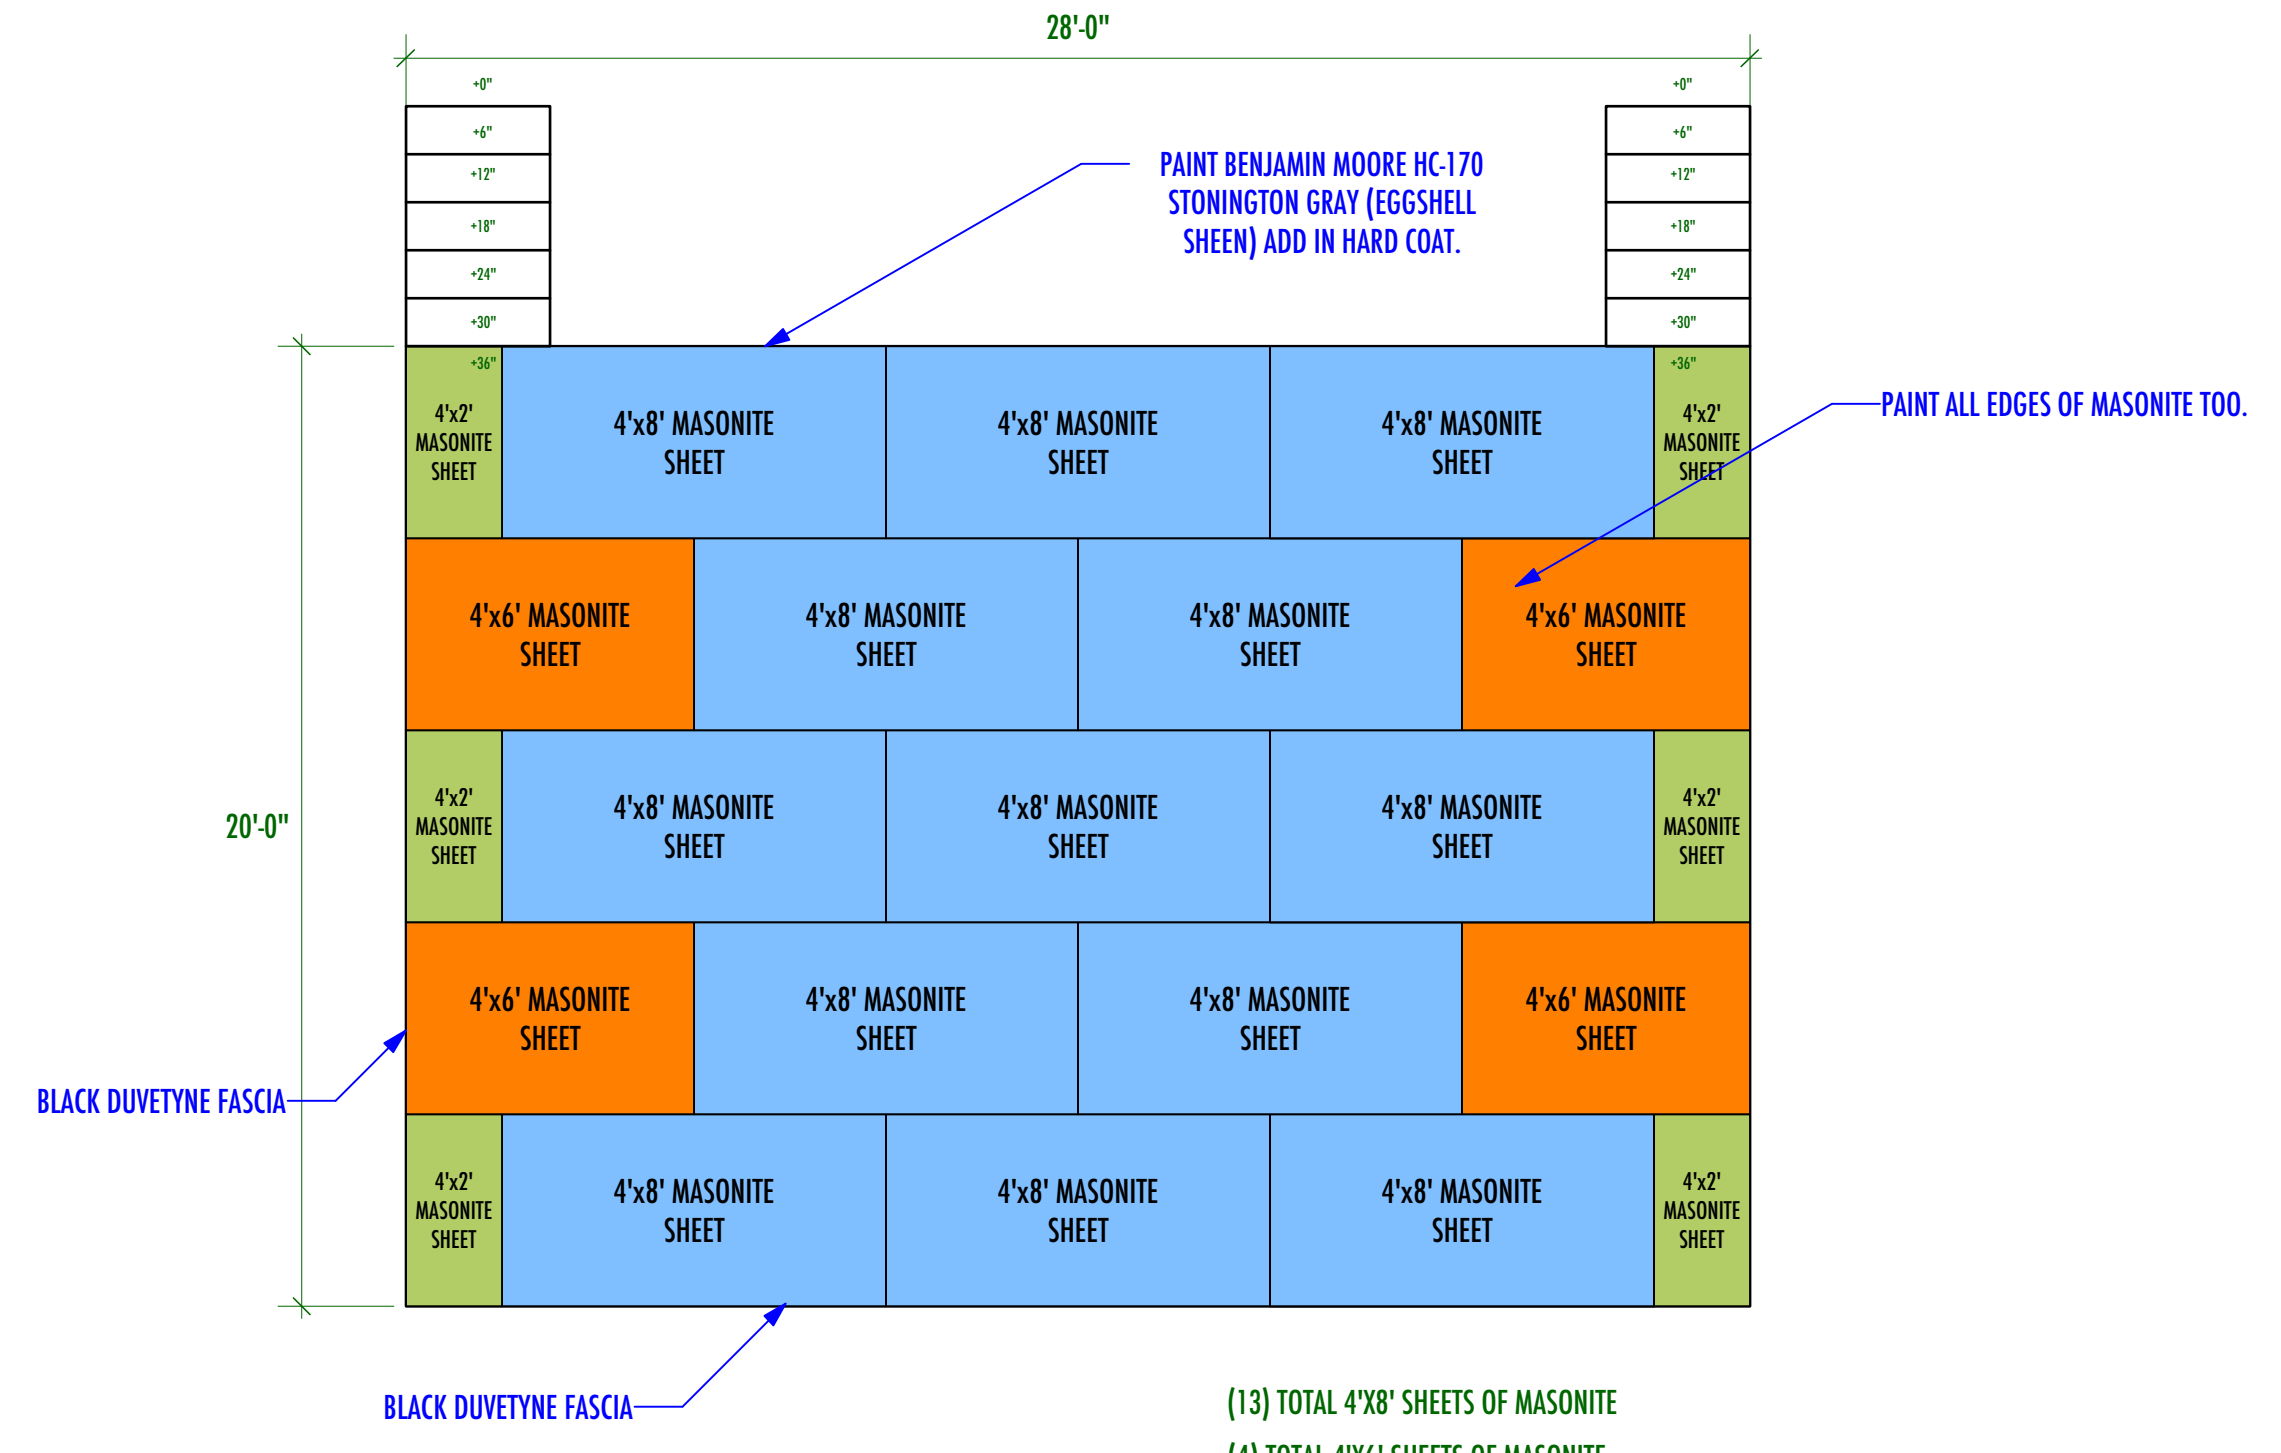 28'-0"
+0"
+0"
+6"
+6"
+12"
+12"
+18"
+18"
+24"
+24"
+30"
+30"
PAINT BENJAMIN MOORE HC-170
STONINGTON GRAY (EGGSHELL
SHEEN) ADD IN HARD COAT.
+36"
+36"
4'x2'
MASONITE
SHEET
4'x8' MASONITE
SHEET
4'x8' MASONITE
SHEET
4'x8' MASONITE
SHEET
4'x2'
MASONITE
SHEET
PAINT ALL EDGES OF MASONITE TOO.
4'x6' MASONITE
SHEET
4'x8' MASONITE
SHEET
4'x8' MASONITE
SHEET
4'x6' MASONITE
SHEET
20'-0"
4'x2'
MASONITE
SHEET
4'x8' MASONITE
SHEET
4'x8' MASONITE
SHEET
4'x8' MASONITE
SHEET
4'x2'
MASONITE
SHEET
4'x6' MASONITE
SHEET
4'x8' MASONITE
SHEET
4'x8' MASONITE
SHEET
4'x6' MASONITE
SHEET
BLACK DUVETYNE FASCIA
4'x2'
MASONITE
SHEET
4'x8' MASONITE
SHEET
4'x8' MASONITE
SHEET
4'x8' MASONITE
SHEET
4'x2'
MASONITE
SHEET
BLACK DUVETYNE FASCIA
(13) TOTAL 4'X8' SHEETS OF MASONITE
(4) TOTAL 4'X6' SHEETS OF MASONITE